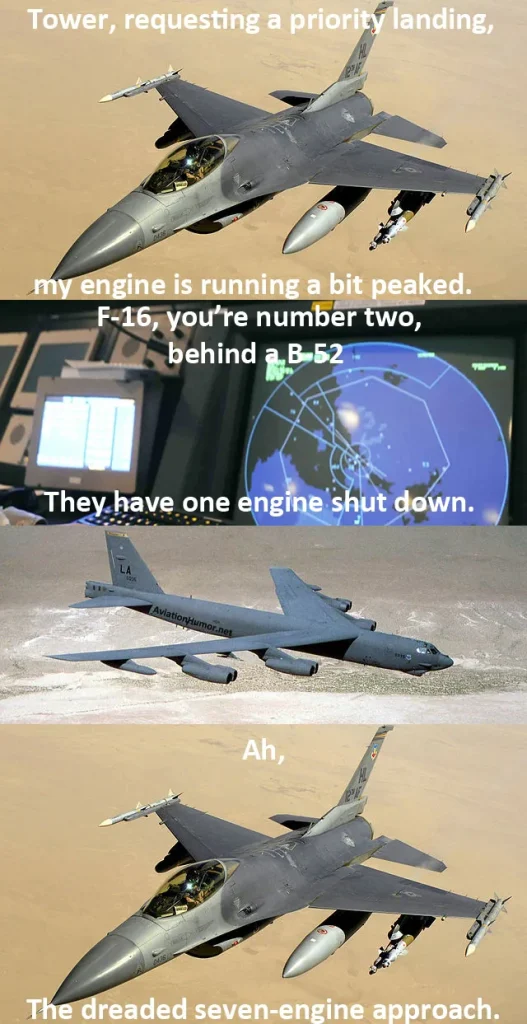 Tower, requesting a priority landing,
my engine is running a bit peaked.
F-16, you’re number two,
behind a B-52
They have one engine shut down.
LA
AviationHumor.net
Ah,
HL
The dreaded seven-engine approach.